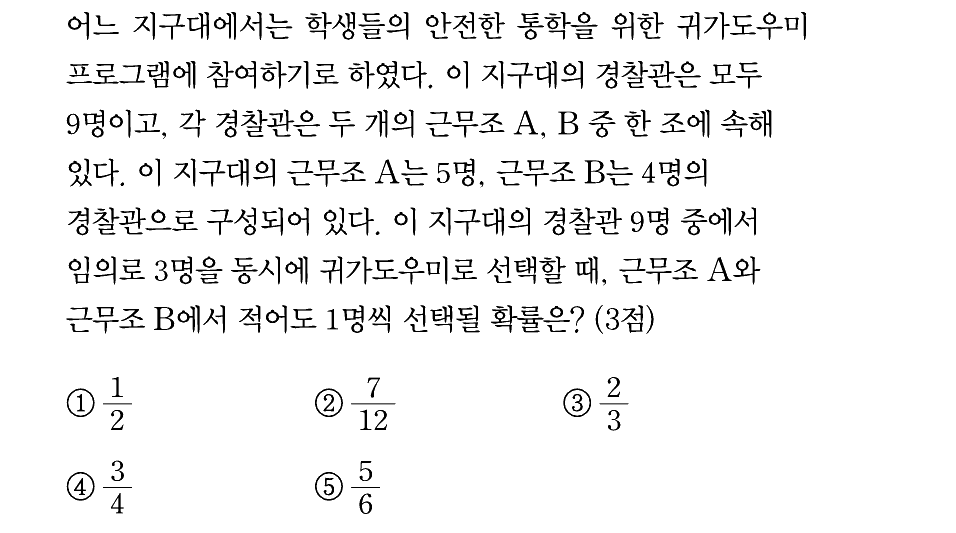 어느 지구대에서는 학생들의 안전한 통학을 위한 귀가도우미
프로그램에 참여하기로 하였다. 이 지구대의 경찰관은 모두
9명이고, 각 경찰관은 두 개의 근무조 A, B 중 한 조에 속해
있다. 이 지구대의 근무조 A는 5명, 근무조 B는 4명의
경찰관으로 구성되어 있다. 이 지구대의 경찰관 9명 중에서
임의로 3명을 동시에 귀가도우미로 선택할 때, 근무조 A와
근무조 B에서 적어도 1명씩 선택될 확률은? (3점)
① 1/2 ② 7/12 ③ 2/3
④ 3/4 ⑤ 5/6